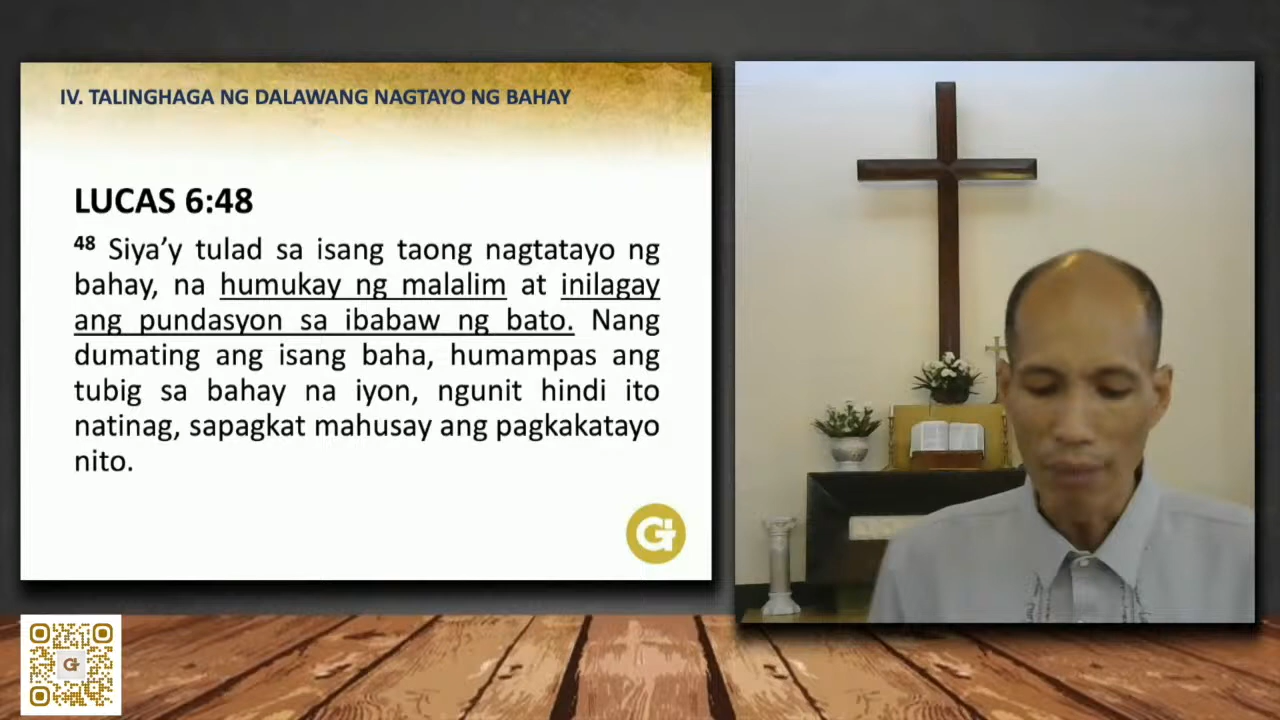 IV. TALINGHAGA NG DALAWANG NAGTAYO NG BAHAY
LUCAS 6:48
48 Siya’y tulad sa isang taong nagtatayo ng
bahay, na humukay ng malalim at inilagay
ang pundasyon sa ibabaw ng bato. Nang
dumating ang isang baha, humampas ang
tubig sa bahay na iyon, ngunit hindi ito
natinag, sapagkat mahusay ang pagkakatayo
nito.